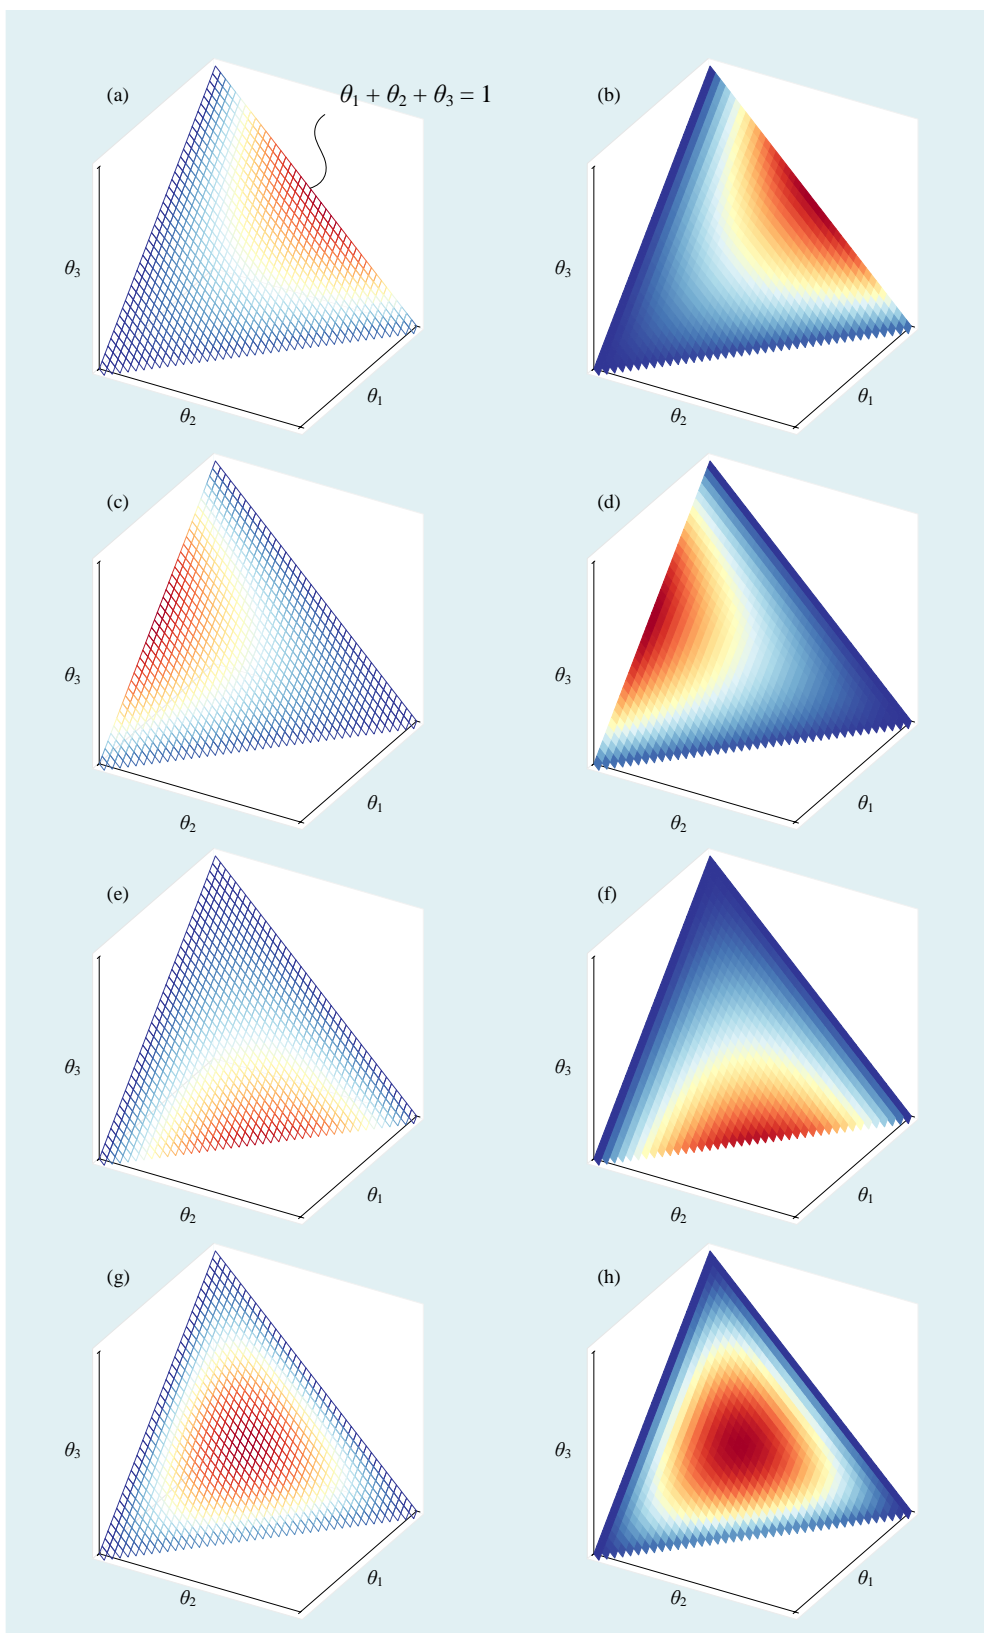 (a)
θ₁ + θ₂ + θ₃ = 1
(b)
θ₃
θ₂
θ₁
θ₃
θ₂
θ₁
(c)
(d)
θ₃
θ₂
θ₁
θ₃
θ₂
θ₁
(e)
(f)
θ₃
θ₂
θ₁
θ₃
θ₂
θ₁
(g)
(h)
θ₃
θ₂
θ₁
θ₃
θ₂
θ₁